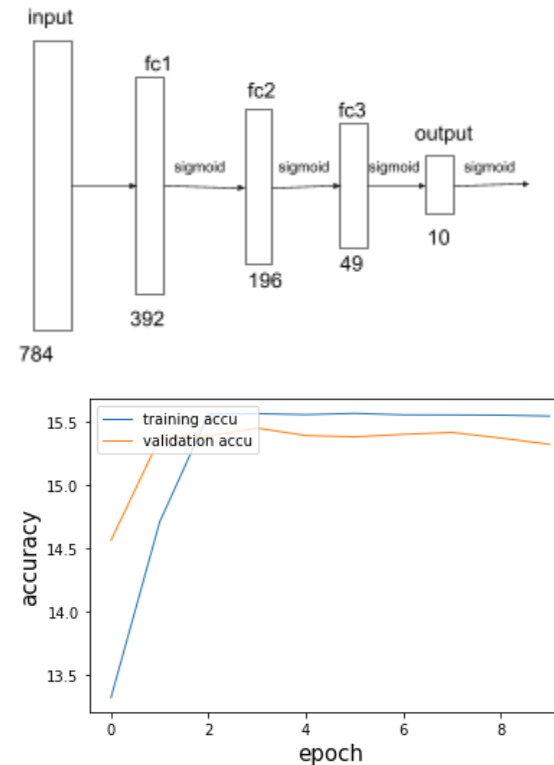 input
fc1
fc2
fc3
output
sigmoid
sigmoid
sigmoid
sigmoid
10
49
196
392
784
training accu
validation accu
15.5
15.0
14.5
14.0
13.5
accuracy
0 2 4 6 8
epoch